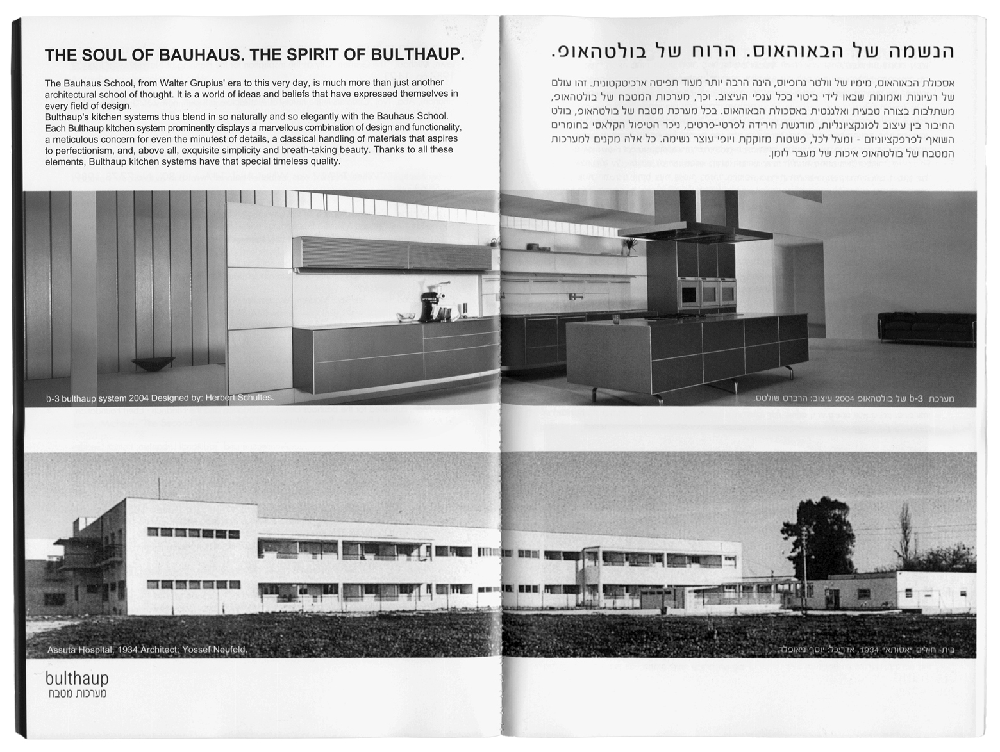 THE SOUL OF BAUHAUS. THE SPIRIT OF BULTHAUP.
The Bauhaus School, from Walter Grupius' era to this very day, is much more than just another
architectural school of thought. It is a world of ideas and beliefs that have expressed themselves in
every field of design.
Bulthaup's kitchen systems thus blend in so naturally and so elegantly with the Bauhaus School.
Each Bulthaup kitchen system prominently displays a marvellous combination of design and functionality,
a meticulous concern for even the minutest of details, a classical handling of materials that aspires
to perfectionism, and, above all, exquisite simplicity and breath-taking beauty. Thanks to all these
elements, Bulthaup kitchen systems have that special timeless quality.
b-3 bulthaup system 2004 Designed by: Herbert Schultes.
Assuta Hospital, 1934 Architect: Yossef Neufeld.
bulthaup
מערכות מטבח
הנשמה של הבאוהאוס. הרוח של בולטהאופ.
אסכולת הבאוהאוס, מימיו של וולטר גרופיוס, הינה הרבה יותר מעוד תפיסה ארכיטקטונית. זהו עולם
של רעיונות ואמונות שבאו לידי ביטוי בכל ענפי העיצוב. וכך, מערכות המטבח של בולטהאופ,
משתלבות בצורה טבעית ואלגנטית באסכולת הבאוהאוס. בכל מערכת מטבח של בולטהאופ, בולט
החיבור בין עיצוב לפונקציונליות, מודגשת הירידה לפרטי-פרטים, ניכר הטיפול הקלאסי בחומרים
השואף לפרפקציוניזם - ומעל לכל, פשטות מזוקקת ויופי עוצר נשימה. כל אלה מקנים למערכות
המטבח של בולטהאופ איכות של מעבר לזמן.
מערכת b-3 של בולטהאופ 2004 עיצוב: הרברט שולטס.
בית חולים "אסותא" 1934, אדריכל: יוסף ניאופלד.